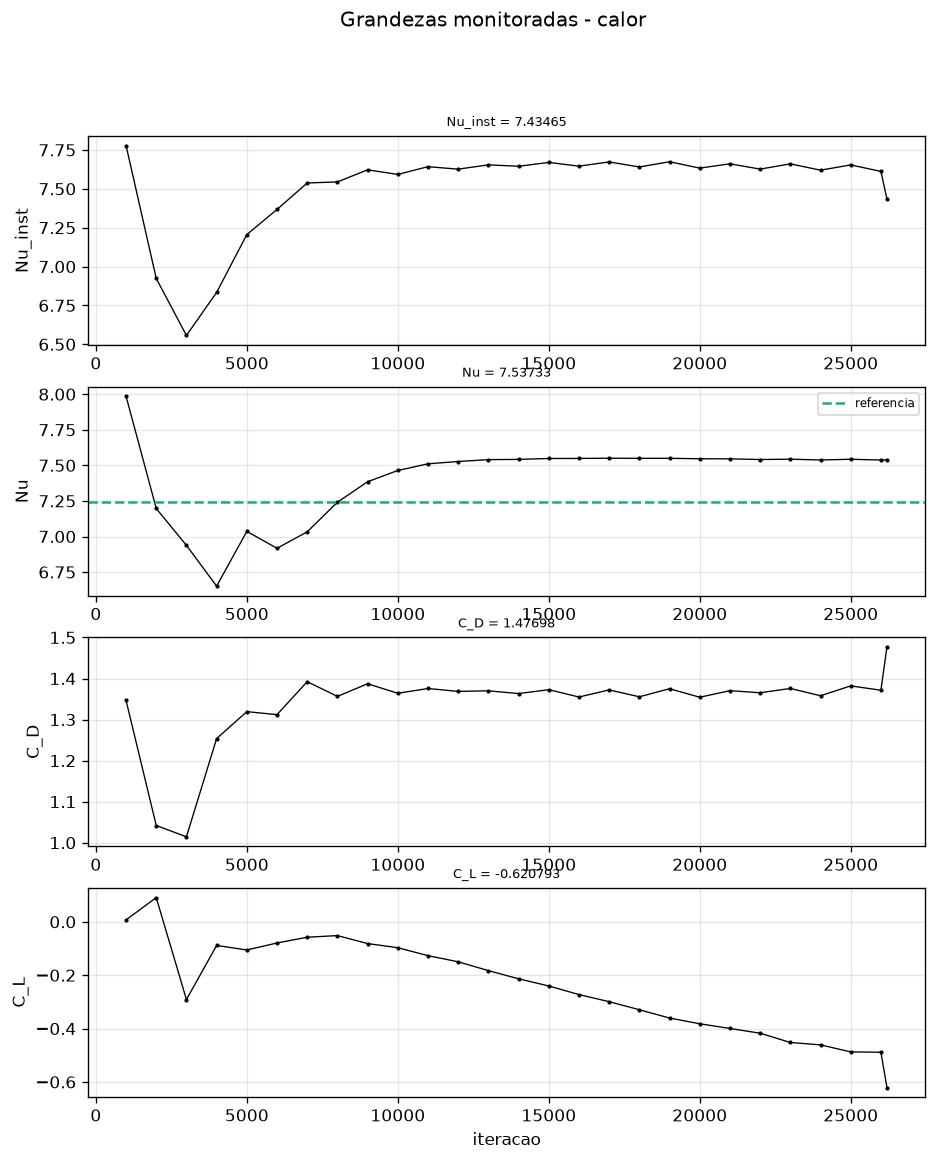 Grandezas monitoradas - calor
Nu_inst = 7.43465
Nu_inst
7.75
7.50
7.25
7.00
6.75
6.50
0 5000 10000 15000 20000 25000
Nu = 7.53733
Nu
8.00
7.75
7.50
7.25
7.00
6.75
referencia
0 5000 10000 15000 20000 25000
C_D = 1.47698
C_D
1.5
1.4
1.3
1.2
1.1
1.0
0 5000 10000 15000 20000 25000
C_L = -0.620793
C_L
0.0
−0.2
−0.4
−0.6
0 5000 10000 15000 20000 25000
iteracao